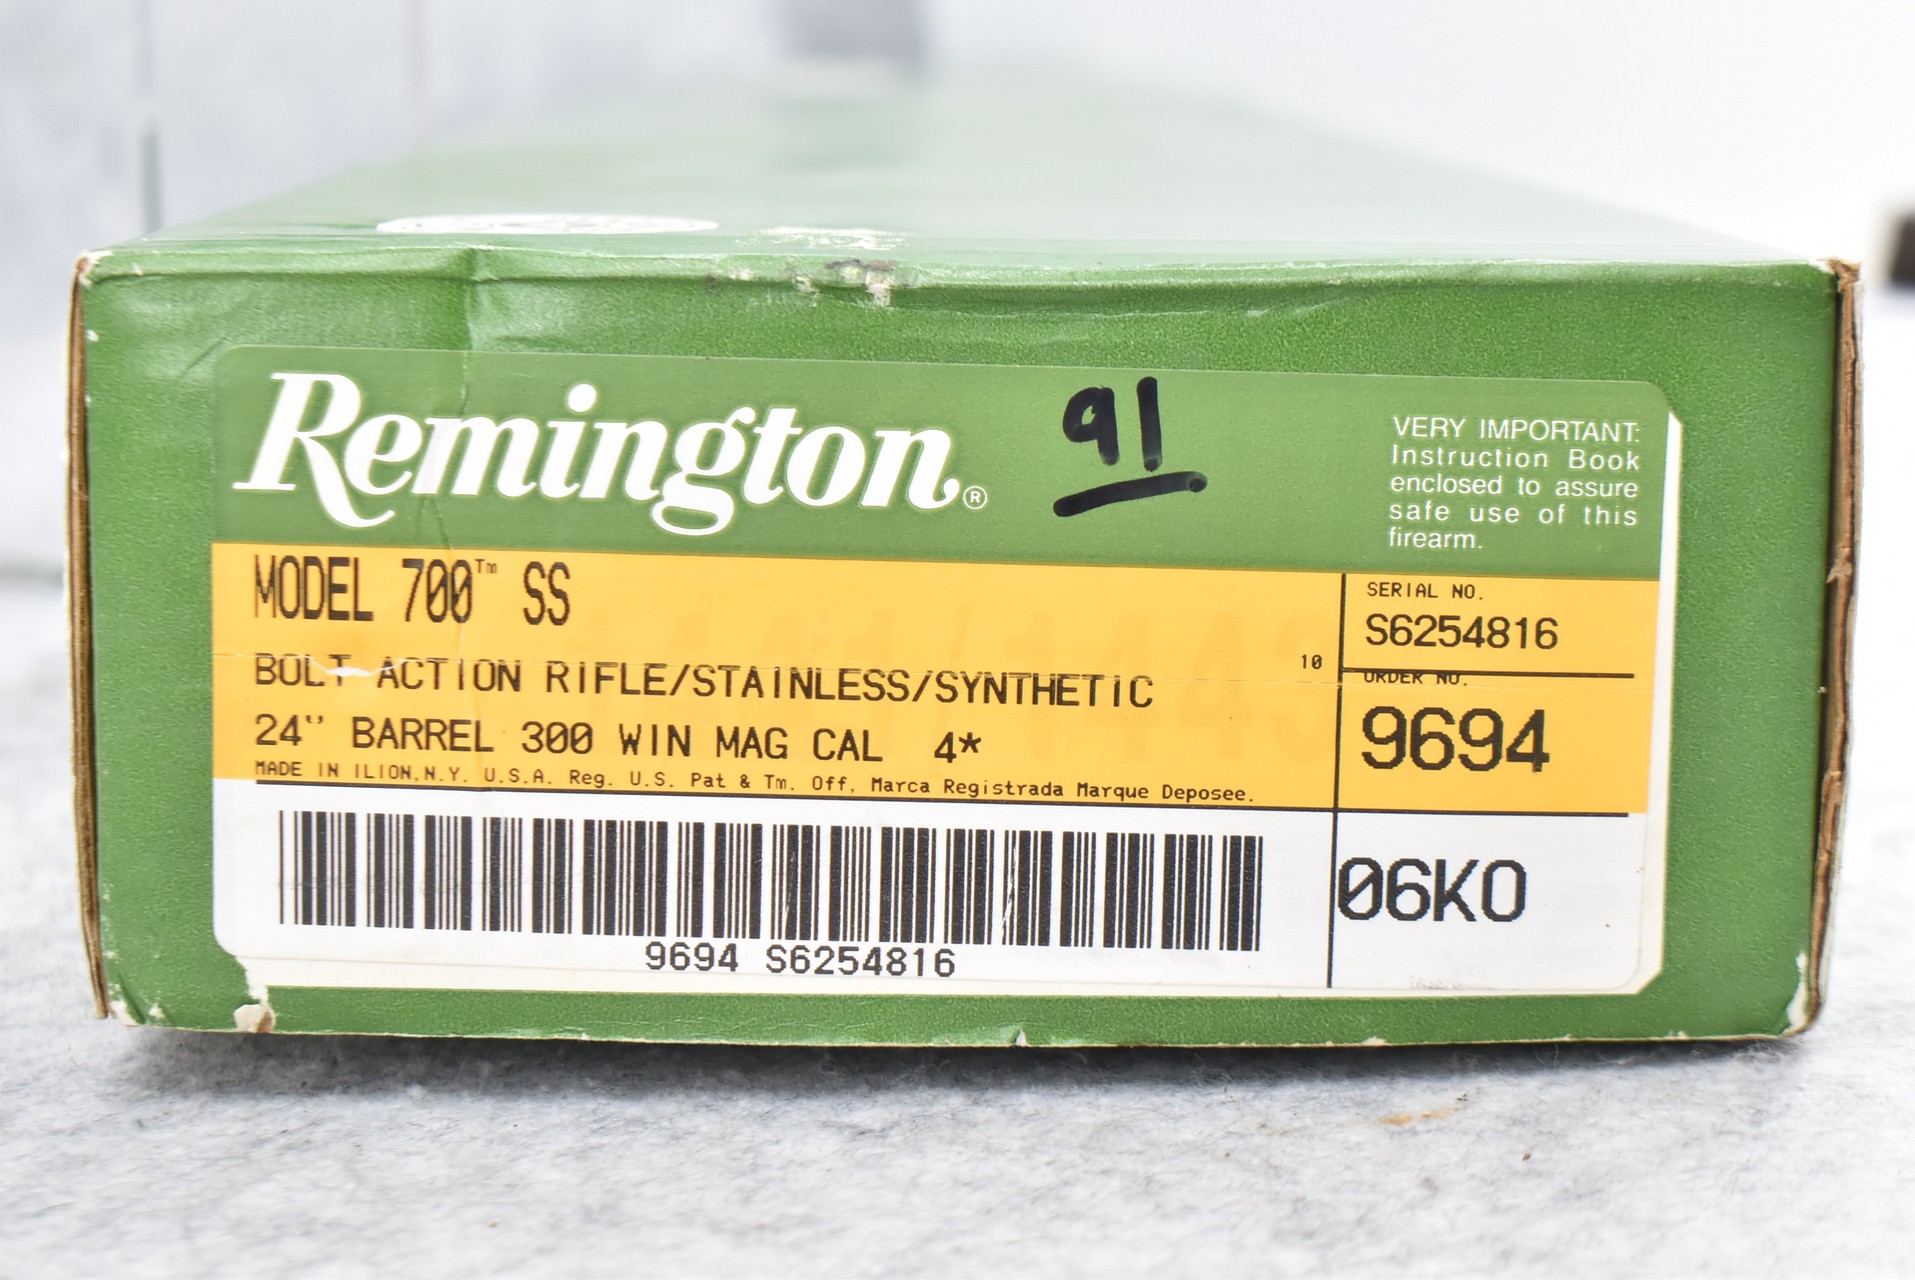 Remington®
91
VERY IMPORTANT:
Instruction Book
enclosed to assure
safe use of this
firearm.
MODEL 700™ SS
BOLT ACTION RIFLE/STAINLESS/SYNTHETIC
10
24" BARREL 300 WIN MAG CAL 4*
MADE IN ILION,N.Y. U.S.A. Reg. U.S. Pat & Tm. Off, Marca Registrada Marque Deposee.
SERIAL NO.
S6254816
ORDER NO.
9694
06KO
9694 S6254816